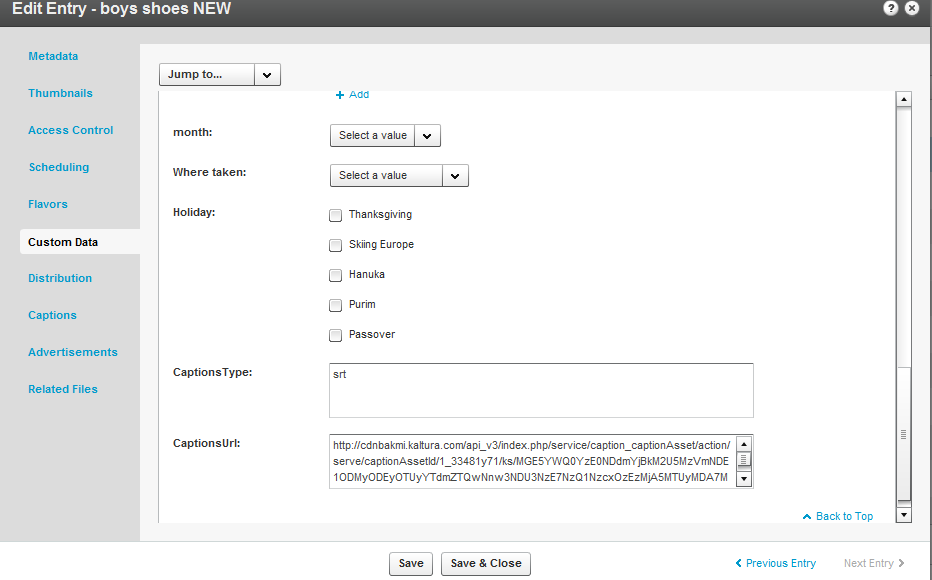 Edit Entry - boys shoes NEW
?
Metadata
Thumbnails
Access Control
Scheduling
Flavors
Custom Data
Distribution
Captions
Advertisements
Related Files
Jump to...
+ Add
month:
Select a value
Where taken:
Select a value
Holiday:
Thanksgiving
Skiing Europe
Hanuka
Purim
Passover
CaptionsType:
srt
CaptionsUrl:
http://cdnbakmi.kaltura.com/api_v3/index.php/service/caption_captionAsset/action/
serve/captionAssetId/1_33481y71/ks/MGE5YWQ0YzE0NDdmYjBkM2U5MzVmNDE
1ODMyODEyOTUyYTdmZTQwNnw3NDU3NzE7NzQ1NzcxOzEzMjA5MTUyMDA7M
Back to Top
Save
Save & Close
Previous Entry
Next Entry